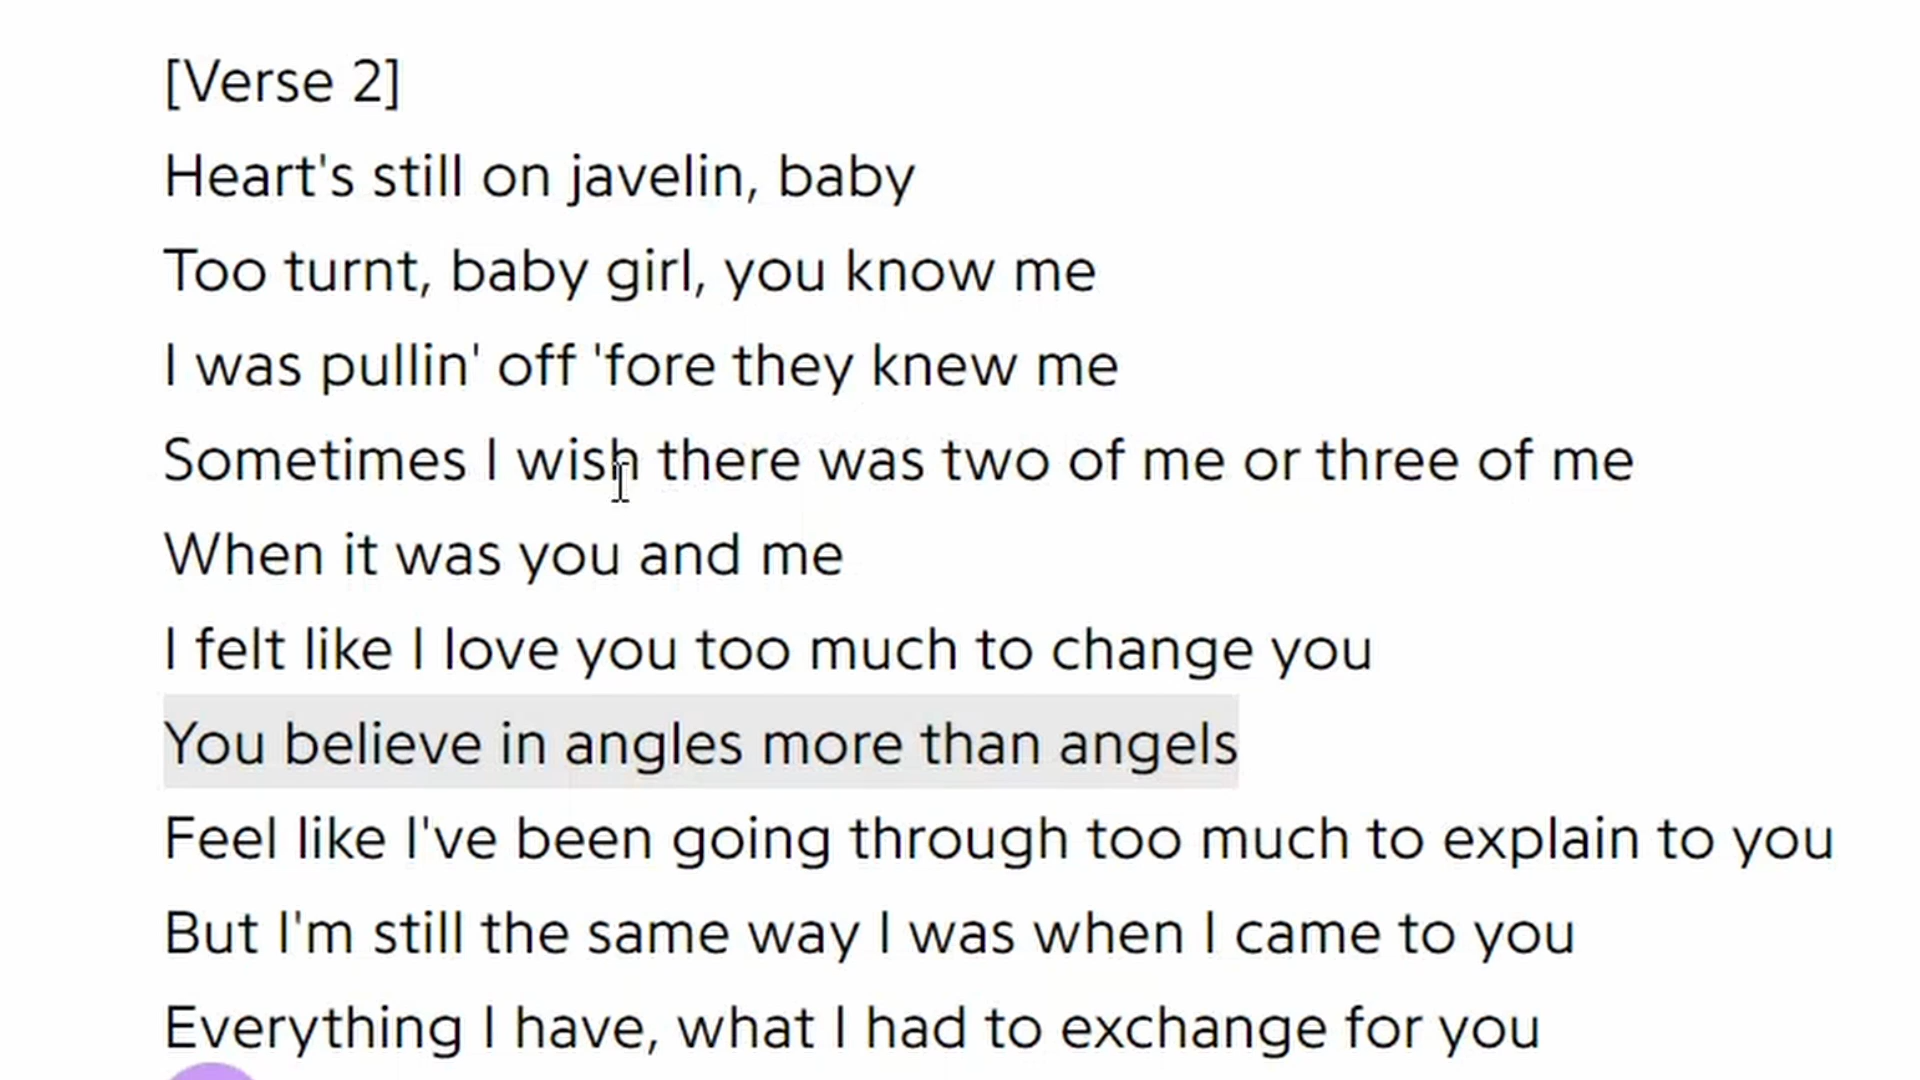 [Verse 2]
Heart's still on javelin, baby
Too turnt, baby girl, you know me
I was pullin' off 'fore they knew me
Sometimes I wish there was two of me or three of me
When it was you and me
I felt like I love you too much to change you
You believe in angles more than angels
Feel like I've been going through too much to explain to you
But I'm still the same way I was when I came to you
Everything I have, what I had to exchange for you